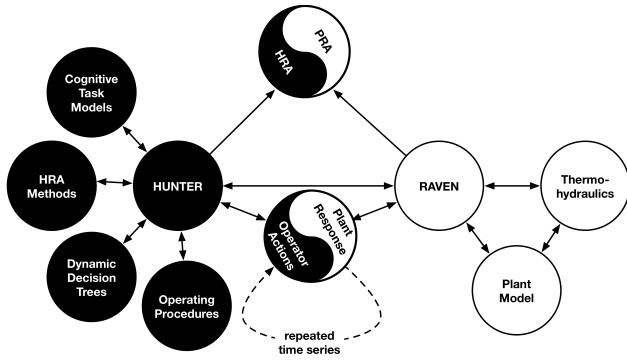 HRA
PRA
Cognitive
Task
Models
HRA
Methods
HUNTER
RAVEN
Thermo-
hydraulics
Operator
Actions
Plant
Response
Dynamic
Decision
Trees
Operating
Procedures
Plant
Model
repeated
time series